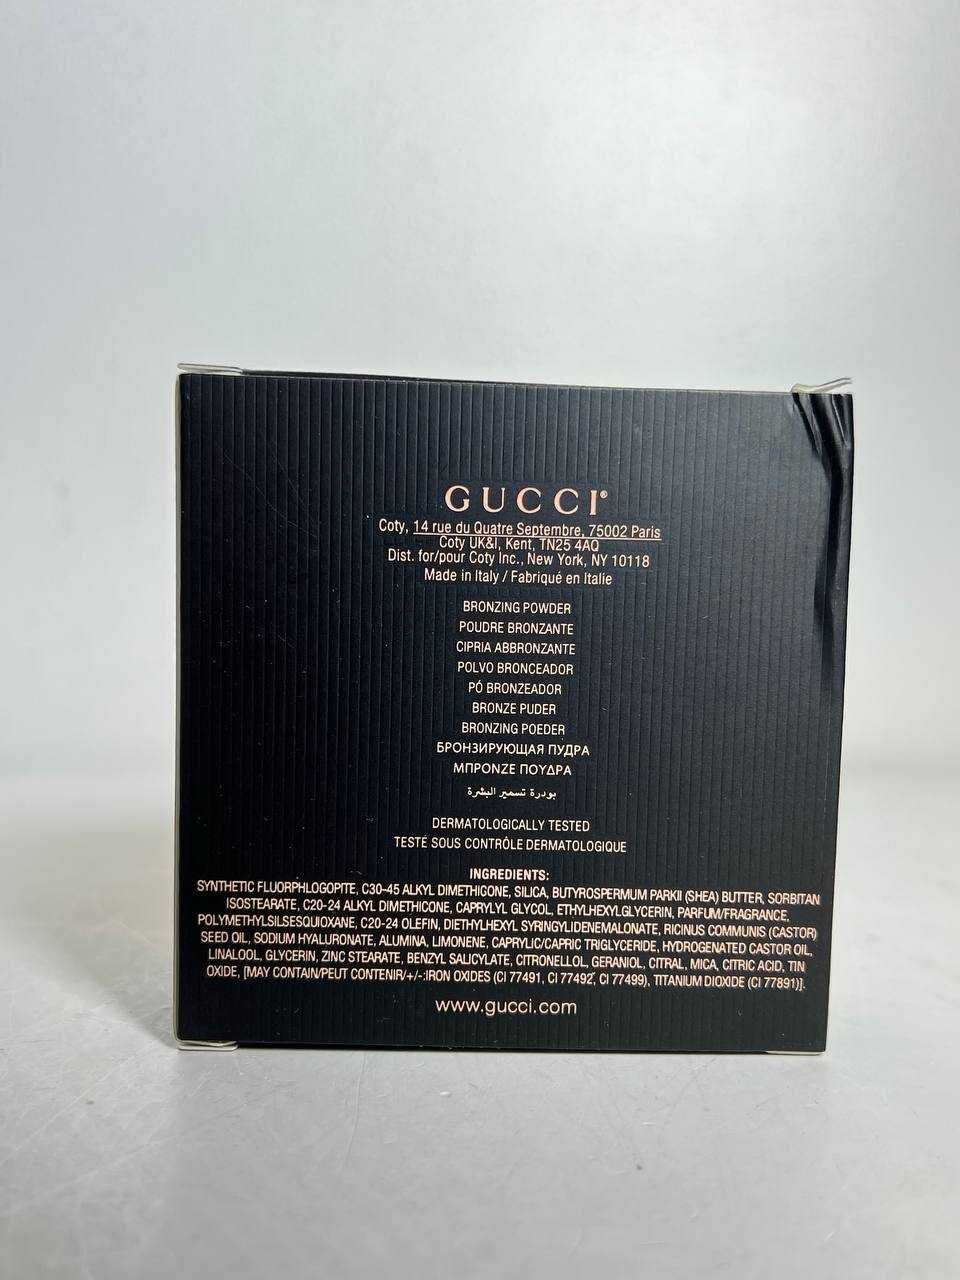 GUCCI®
Coty, 14 rue du Quatre Septembre, 75002 Paris
Coty UK&I, Kent, TN25 4AQ
Dist. for/pour Coty Inc., New York, NY 10118
Made in Italy / Fabriqué en Italie
BRONZING POWDER
POUDRE BRONZANTE
CIPRIA ABBRONZANTE
POLVO BRONCEADOR
PÓ BRONZEADOR
BRONZE PUDER
BRONZING POEDER
БРОНЗИРУЮЩАЯ ПУДРА
ΜΠΡΟΝΖΕ ΠΟΥΔΡΑ
بودرة تسمير البشرة
DERMATOLOGICALLY TESTED
TESTÉ SOUS CONTRÔLE DERMATOLOGIQUE
INGREDIENTS:
SYNTHETIC FLUORPHLOGOPITE, C30-45 ALKYL DIMETHICONE, SILICA, BUTYROSPERMUM PARKII (SHEA) BUTTER, SORBITAN
ISOSTEARATE, C20-24 ALKYL DIMETHICONE, CAPRYLYL GLYCOL, ETHYLHEXYLGLYCERIN, PARFUM/FRAGRANCE,
POLYMETHYLSILSESQUIOXANE, C20-24 OLEFIN, DIETHYLHEXYL SYRINGYLIDENEMALONATE, RICINUS COMMUNIS (CASTOR)
SEED OIL, SODIUM HYALURONATE, ALUMINA, LIMONENE, CAPRYLIC/CAPRIC TRIGLYCERIDE, HYDROGENATED CASTOR OIL,
LINALOOL, GLYCERIN, ZINC STEARATE, BENZYL SALICYLATE, CITRONELLOL, GERANIOL, CITRAL, MICA, CITRIC ACID, TIN
OXIDE, [MAY CONTAIN/PEUT CONTENIR/+/-:IRON OXIDES (CI 77491, CI 77492, CI 77499), TITANIUM DIOXIDE (CI 77891)].
www.gucci.com